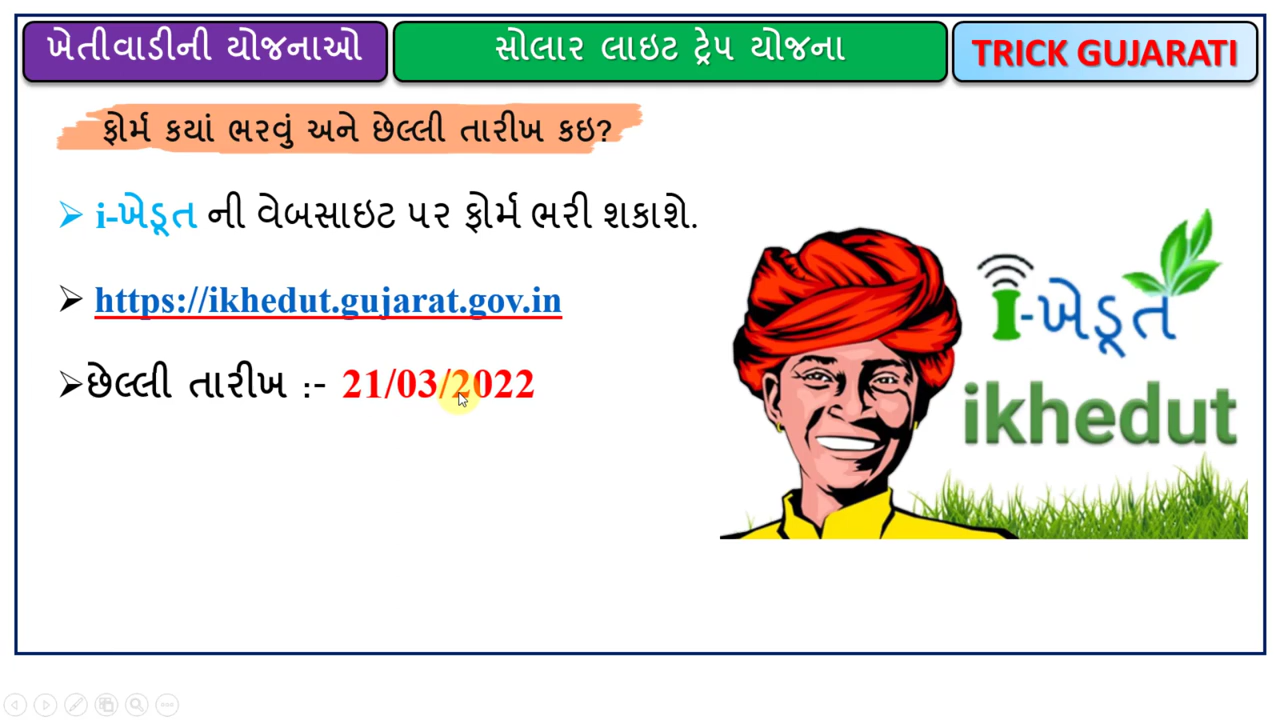 ખેતીવાડીની યોજનાઓ
સોલાર લાઇટ ટ્રેપ યોજના
TRICK GUJARATI
ફોર્મ કયાં ભરવું અને છેલ્લી તારીખ કઇ?
i-ખેડૂત ની વેબસાઇટ પર ફોર્મ ભરી શકાશે.
https://ikhedut.gujarat.gov.in
છેલ્લી તારીખ :- 21/03/2022
i-ખેડૂત
ikhedut